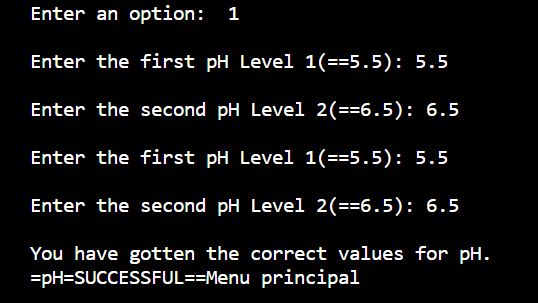 Enter an option:  1
Enter the first pH Level 1(==5.5): 5.5
Enter the second pH Level 2(==6.5): 6.5
Enter the first pH Level 1(==5.5): 5.5
Enter the second pH Level 2(==6.5): 6.5
You have gotten the correct values for pH.
=pH=SUCCESSFUL==Menu principal